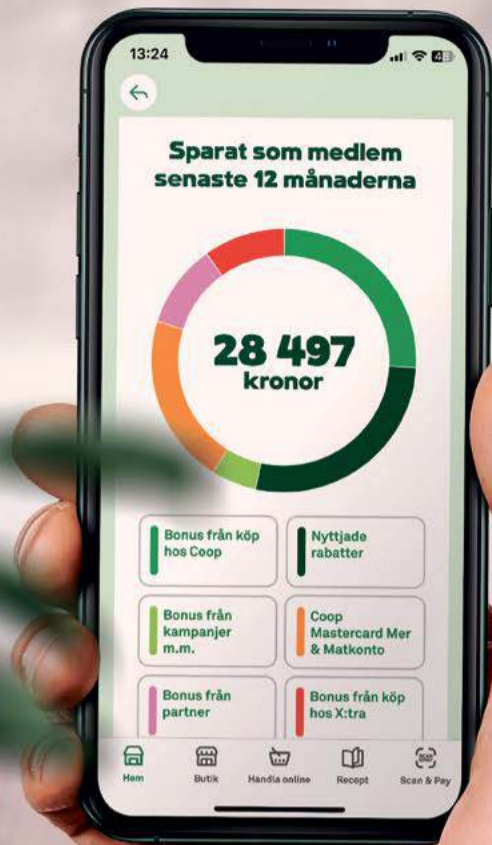 13:24
Sparat som medlem
senaste 12 månaderna
28 497
kronor
Bonus från köp
hos Coop
Nyttjade
rabatter
Bonus från
kampanjer
m.m.
Coop
Mastercard Mer
& Matkonto
Bonus från
partner
Bonus från köp
hos X:tra
Hem
Butik
Handla online
Recept
Scan & Pay